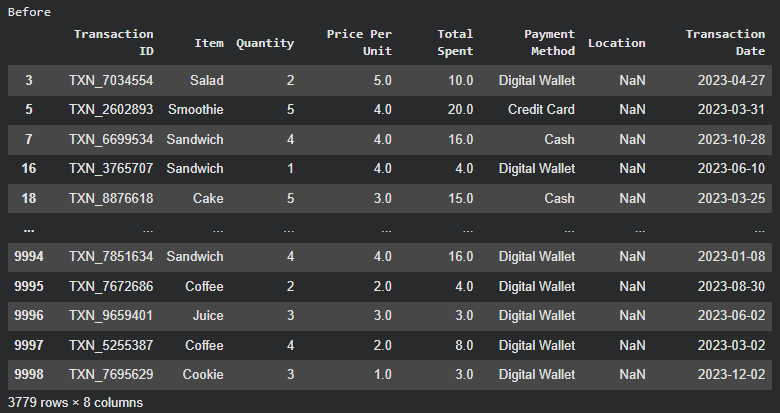 Before
Transaction ID Item Quantity Price Per Unit Total Spent Payment Method Location Transaction Date
3 TXN_7034554 Salad 2 5.0 10.0 Digital Wallet NaN 2023-04-27
5 TXN_2602893 Smoothie 5 4.0 20.0 Credit Card NaN 2023-03-31
7 TXN_6699534 Sandwich 4 4.0 16.0 Cash NaN 2023-10-28
16 TXN_3765707 Sandwich 1 4.0 4.0 Digital Wallet NaN 2023-06-10
18 TXN_8876618 Cake 5 3.0 15.0 Cash NaN 2023-03-25
... ... ... ... ... ... ... ... ...
9994 TXN_7851634 Sandwich 4 4.0 16.0 Digital Wallet NaN 2023-01-08
9995 TXN_7672686 Coffee 2 2.0 4.0 Digital Wallet NaN 2023-08-30
9996 TXN_9659401 Juice 3 3.0 3.0 Digital Wallet NaN 2023-06-02
9997 TXN_5255387 Coffee 4 2.0 8.0 Digital Wallet NaN 2023-03-02
9998 TXN_7695629 Cookie 3 1.0 3.0 Digital Wallet NaN 2023-12-02
3779 rows × 8 columns